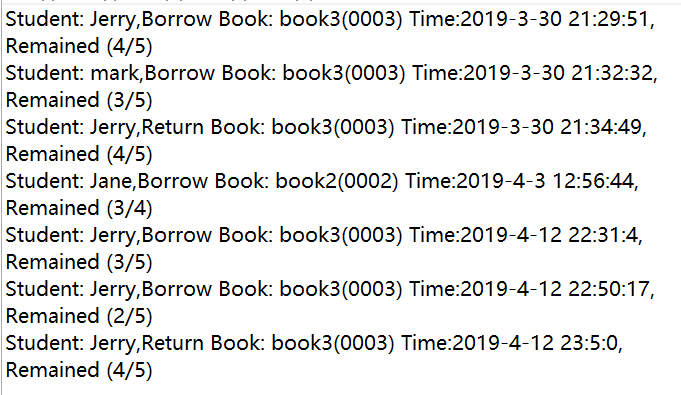 Student: Jerry,Borrow Book: book3(0003) Time:2019-3-30 21:29:51,
Remained (4/5)
Student: mark,Borrow Book: book3(0003) Time:2019-3-30 21:32:32,
Remained (3/5)
Student: Jerry,Return Book: book3(0003) Time:2019-3-30 21:34:49,
Remained (4/5)
Student: Jane,Borrow Book: book2(0002) Time:2019-4-3 12:56:44,
Remained (3/4)
Student: Jerry,Borrow Book: book3(0003) Time:2019-4-12 22:31:4,
Remained (3/5)
Student: Jerry,Borrow Book: book3(0003) Time:2019-4-12 22:50:17,
Remained (2/5)
Student: Jerry,Return Book: book3(0003) Time:2019-4-12 23:5:0,
Remained (4/5)